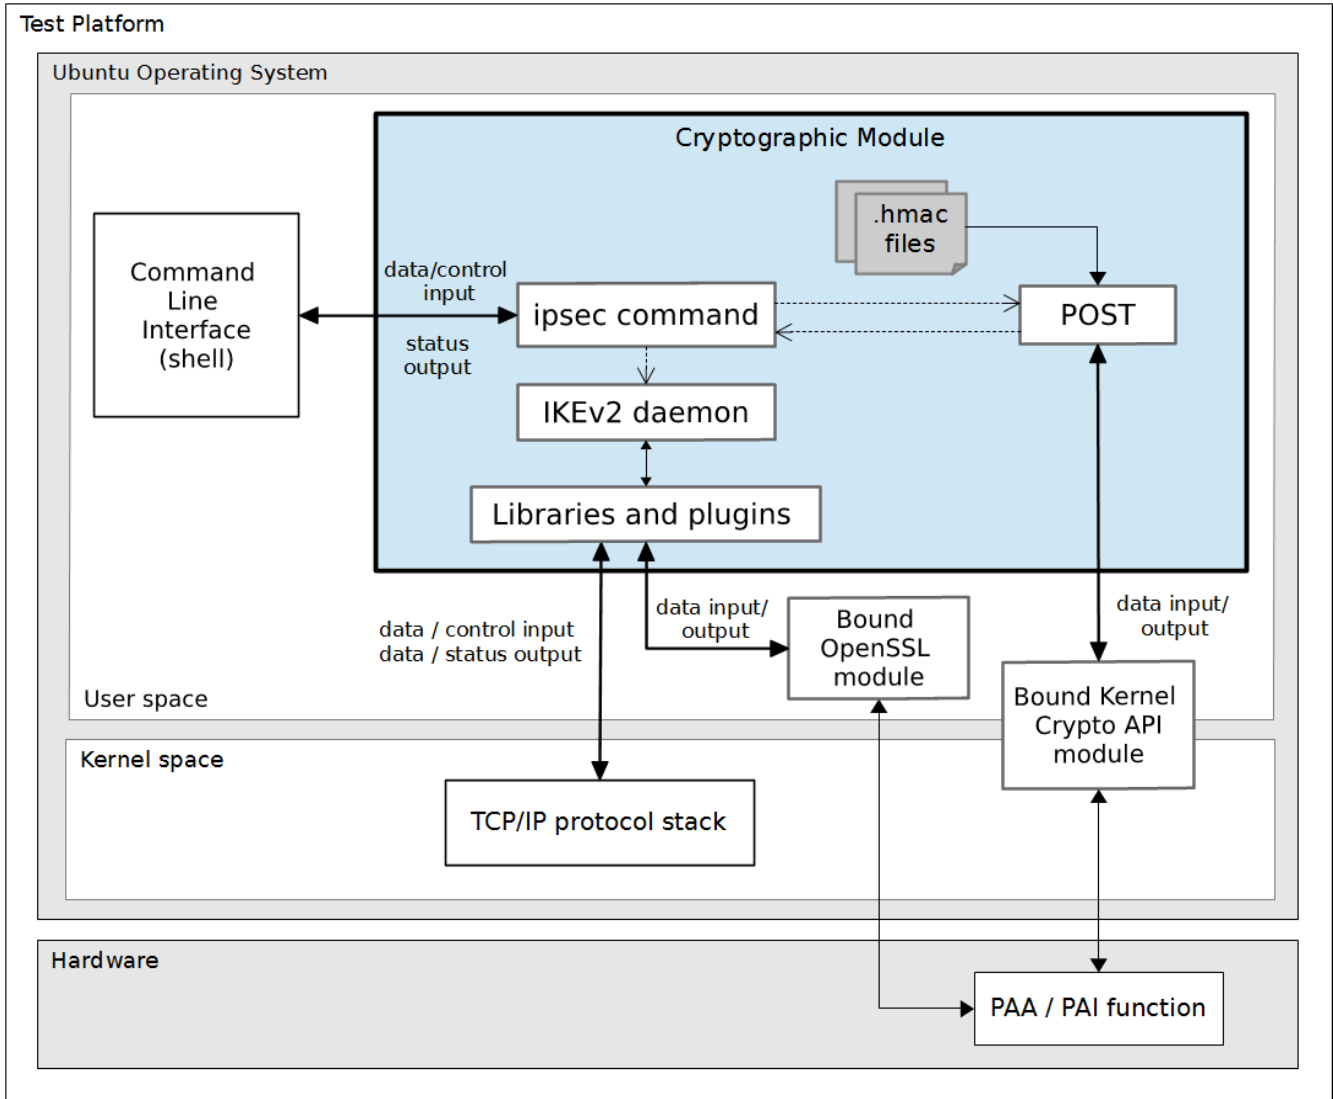 Test Platform
Ubuntu Operating System
Cryptographic Module
.hmac
files
Command
Line
Interface
(shell)
data/control
input
status
output
ipsec command
POST
IKEv2 daemon
Libraries and plugins
data / control input
data / status output
data input/
output
Bound
OpenSSL
module
data input/
output
Bound Kernel
Crypto API
module
User space
Kernel space
TCP/IP protocol stack
Hardware
PAA / PAI function